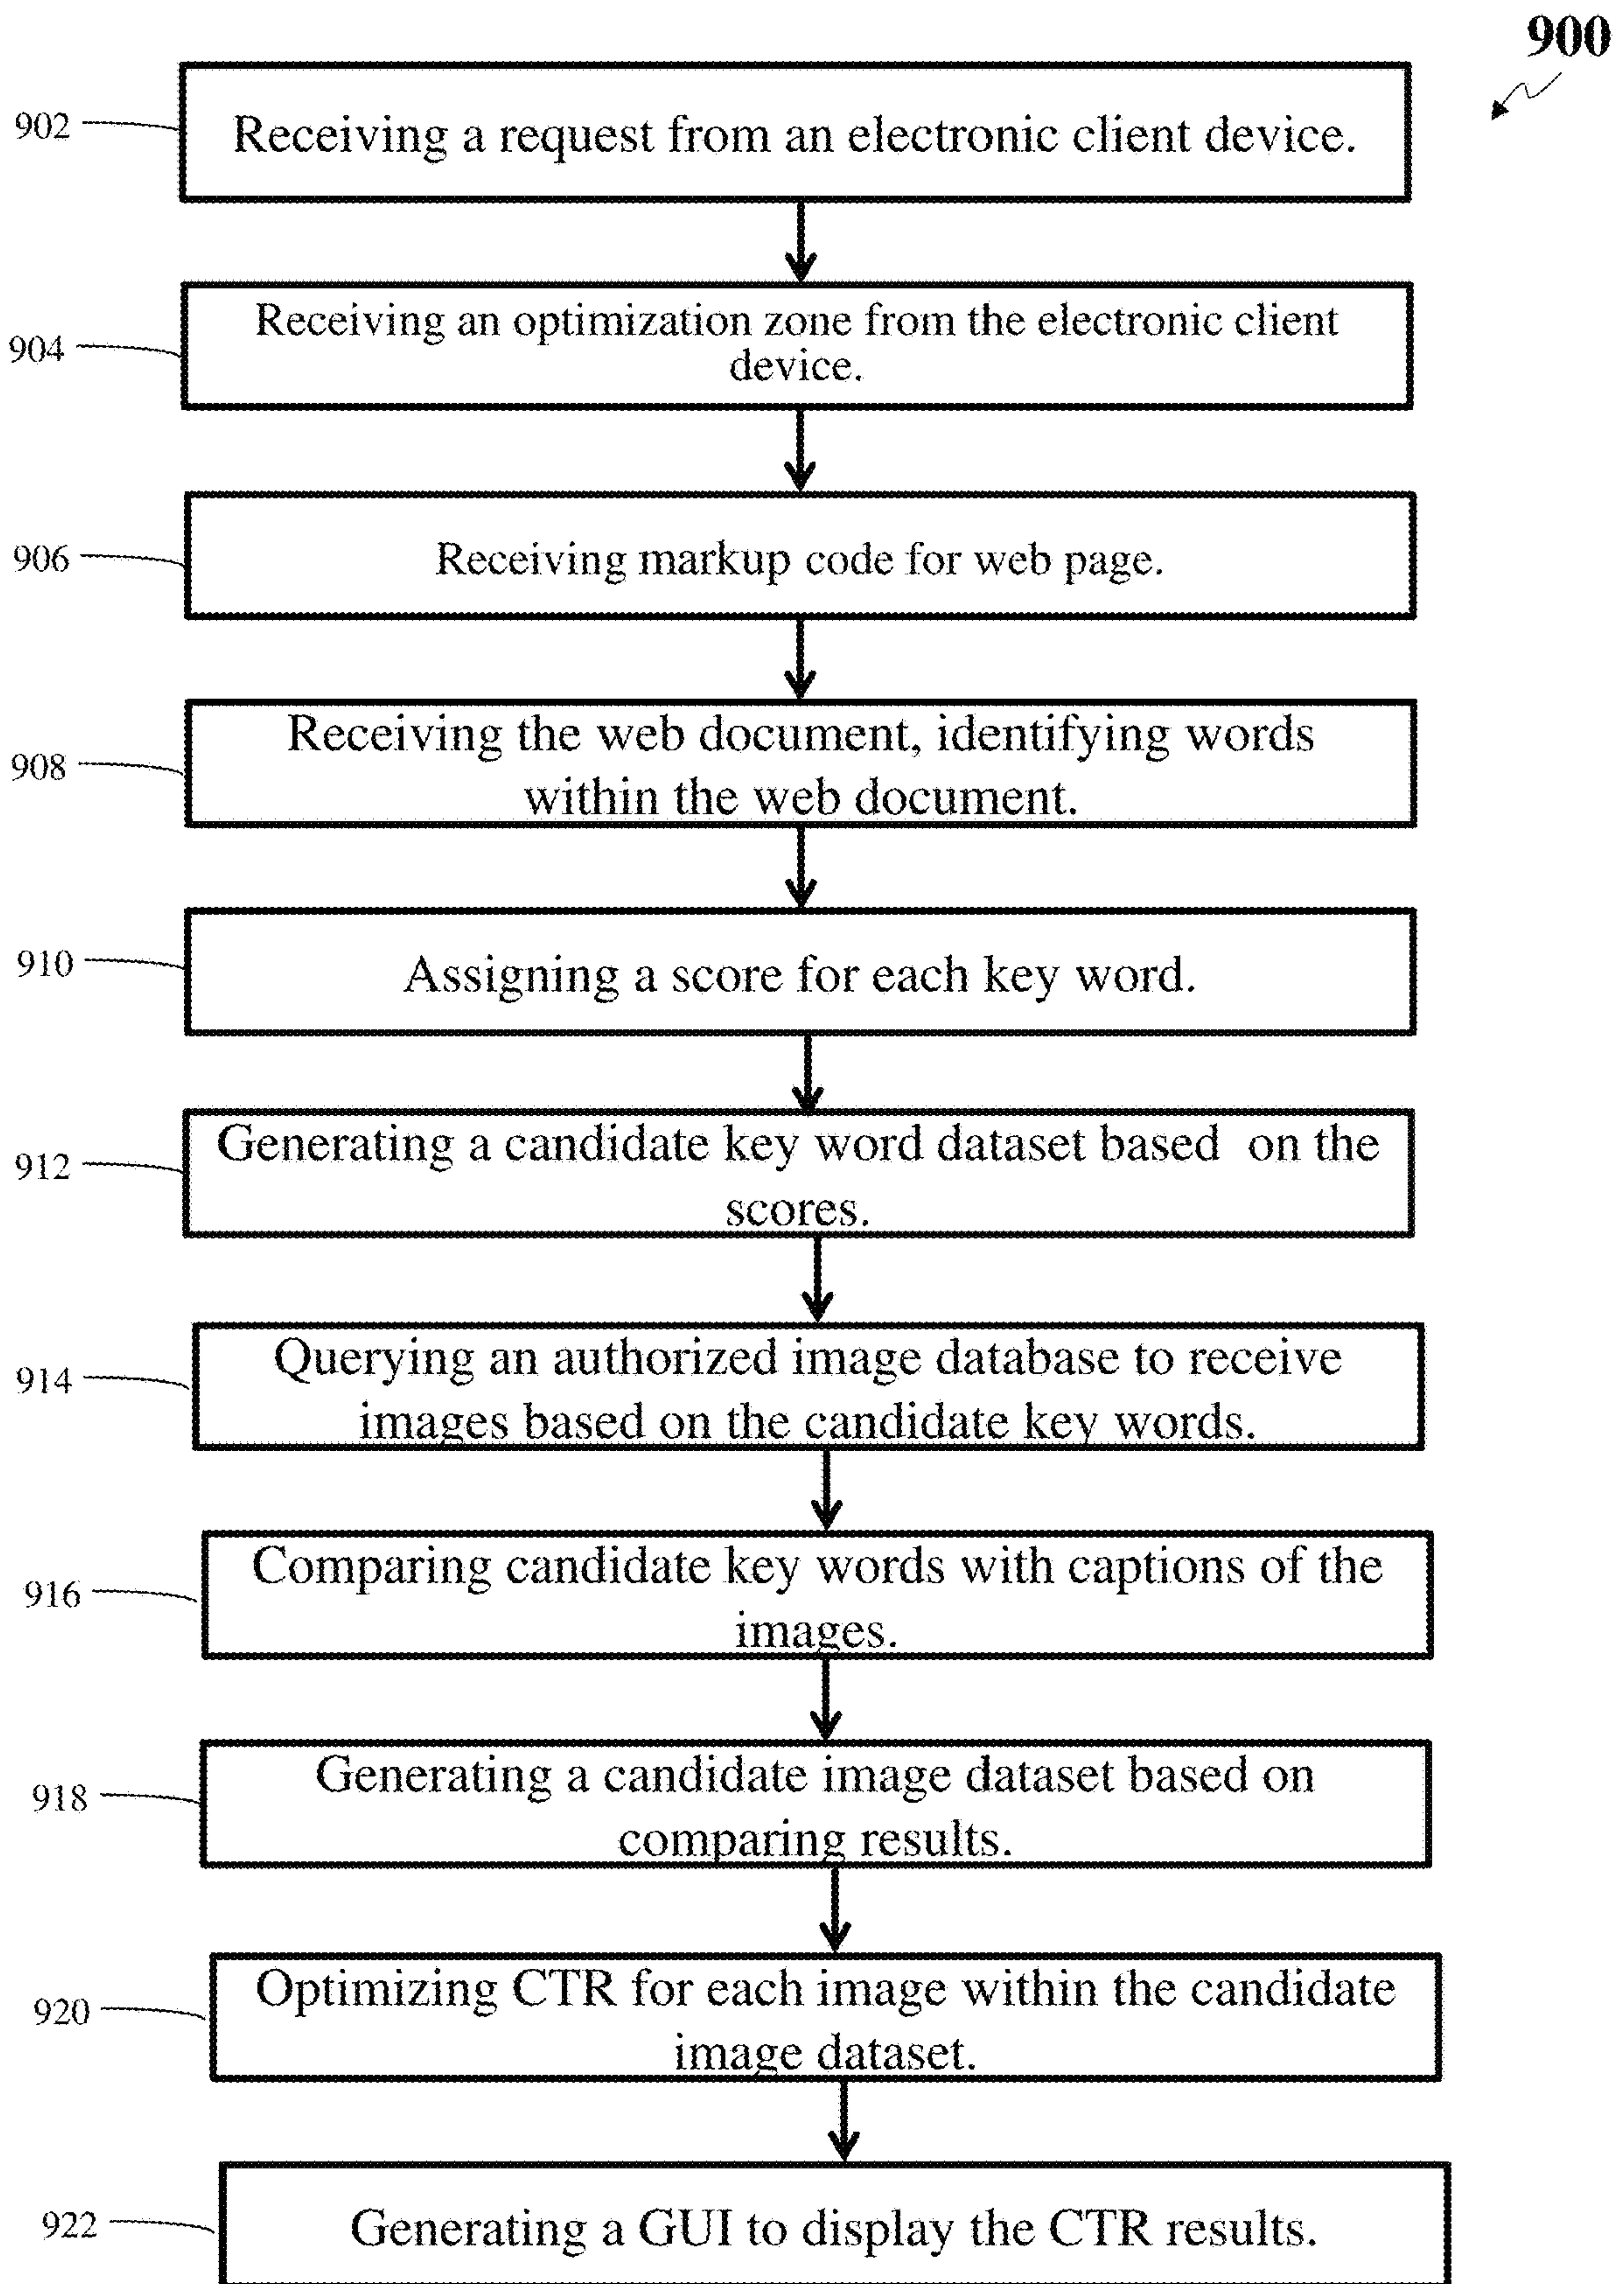 900
902
Receiving a request from an electronic client device.
904
Receiving an optimization zone from the electronic client
device.
906
Receiving markup code for web page.
908
Receiving the web document, identifying words
within the web document.
910
Assigning a score for each key word.
912
Generating a candidate key word dataset based on the
scores.
914
Querying an authorized image database to receive
images based on the candidate key words.
916
Comparing candidate key words with captions of the
images.
918
Generating a candidate image dataset based on
comparing results.
920
Optimizing CTR for each image within the candidate
image dataset.
922
Generating a GUI to display the CTR results.